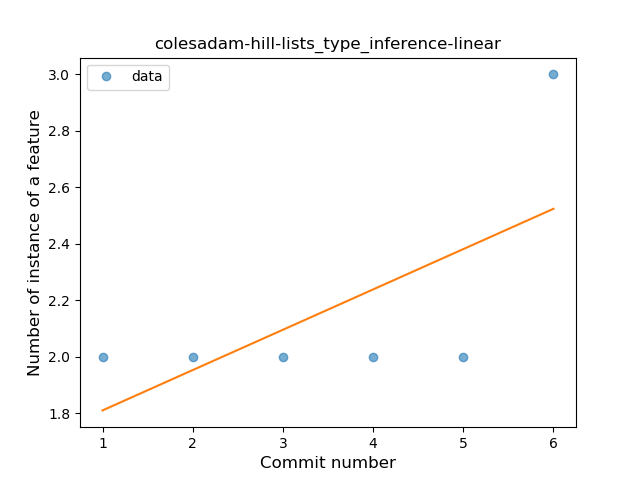 colesadam-hill-lists_type_inference-linear
data
Number of instance of a feature
3.0
2.8
2.6
2.4
2.2
2.0
1.8
1 2 3 4 5 6
Commit number